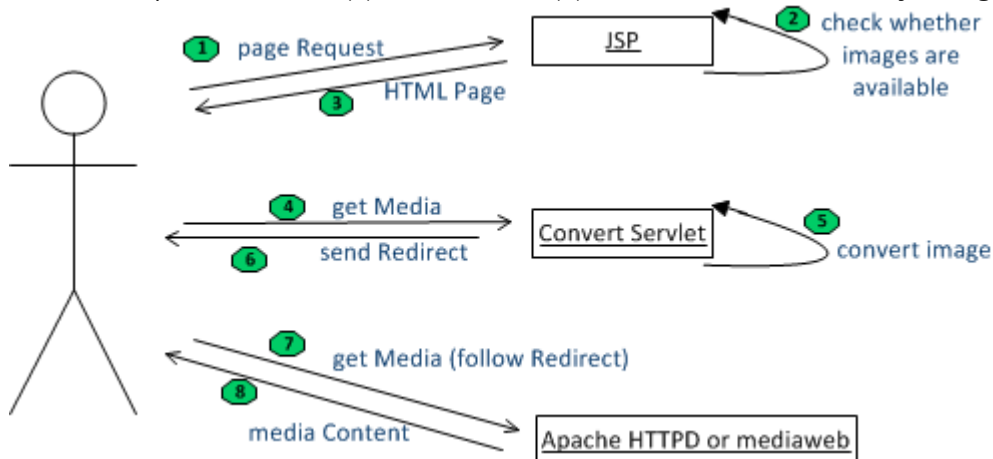 1 page Request
JSP
2 check whether
images are
available
3 HTML Page
4 get Media
Convert Servlet
5
convert image
6 send Redirect
7
get Media (follow Redirect)
8
media Content
Apache HTTPD or mediaweb